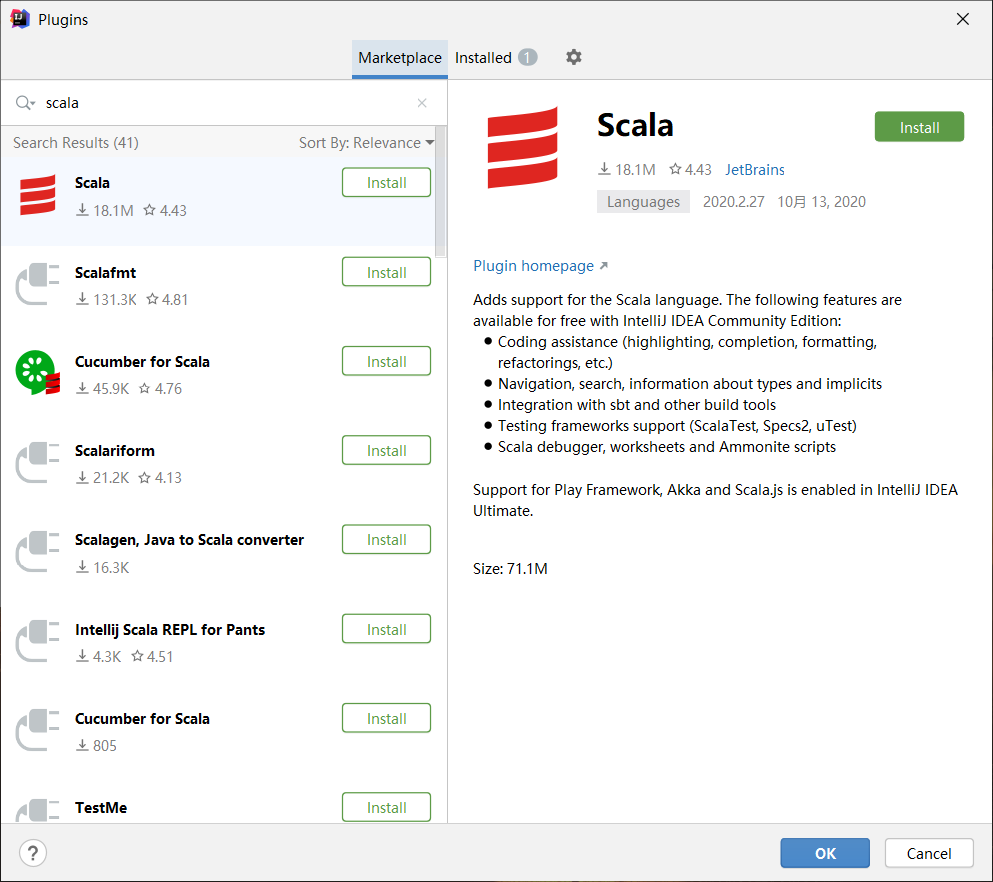 Plugins
Marketplace Installed 1
scala
Search Results (41) Sort By: Relevance
Scala Install
18.1M 4.43
Scalafmt Install
131.3K 4.81
Cucumber for Scala Install
45.9K 4.76
Scalariform Install
21.2K 4.13
Scalagen, Java to Scala converter Install
16.3K
Intellij Scala REPL for Pants Install
4.3K 4.51
Cucumber for Scala Install
805
TestMe Install
Scala Install
18.1M 4.43 JetBrains
Languages 2020.2.27 10月 13, 2020
Plugin homepage
Adds support for the Scala language. The following features are
available for free with IntelliJ IDEA Community Edition:
Coding assistance (highlighting, completion, formatting,
refactorings, etc.)
Navigation, search, information about types and implicits
Integration with sbt and other build tools
Testing frameworks support (ScalaTest, Specs2, uTest)
Scala debugger, worksheets and Ammonite scripts
Support for Play Framework, Akka and Scala.js is enabled in IntelliJ IDEA
Ultimate.
Size: 71.1M
? OK Cancel